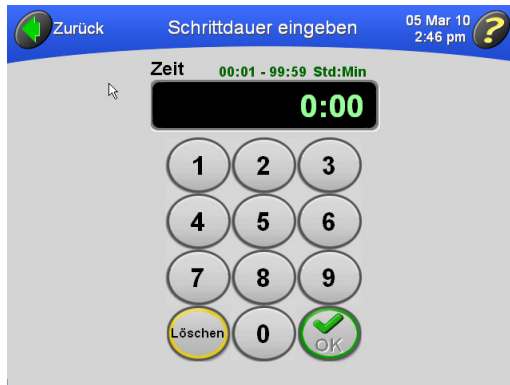 Zurück
Schrittdauer eingeben
05 Mar 10
2:46 pm
?
Zeit 00:01 - 99:59 Std:Min
0:00
1 2 3
4 5 6
7 8 9
Löschen 0 OK